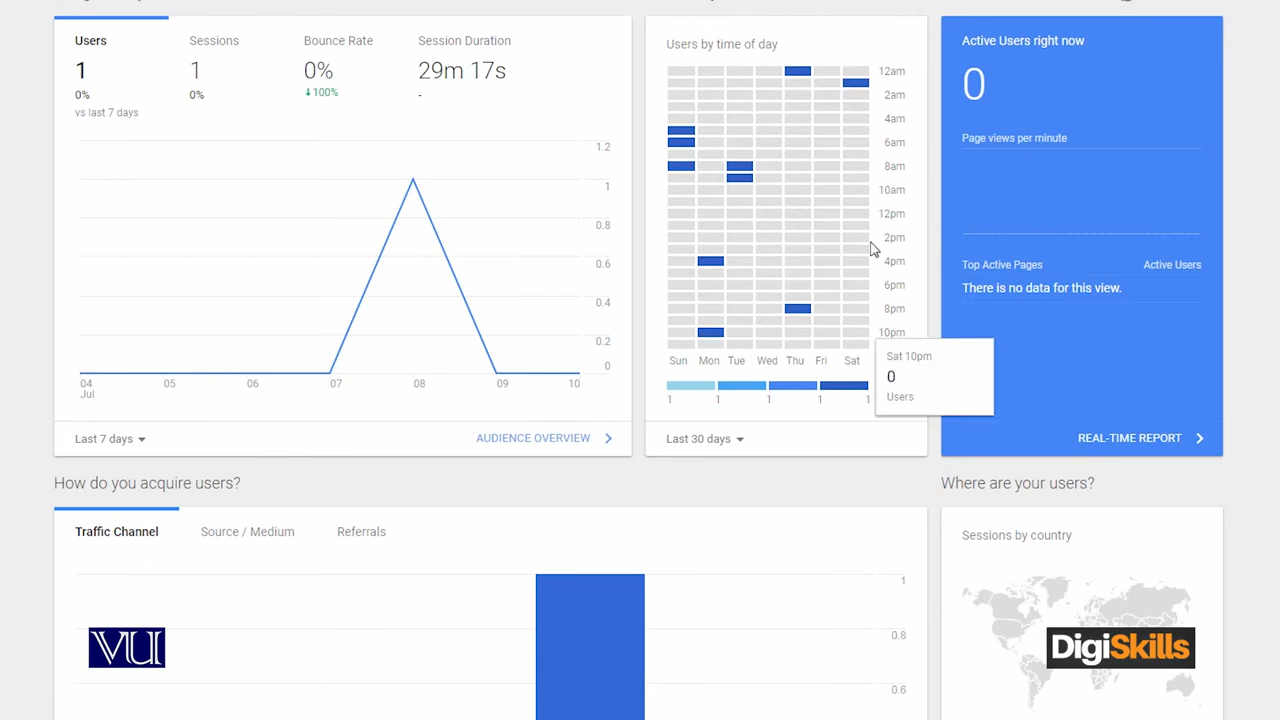 Users
Sessions
Bounce Rate
Session Duration
1
1
0%
29m 17s
0%
0%
100%
-
vs last 7 days
1.2
1
0.8
0.6
0.4
0.2
0
04
05
06
07
08
09
10
Jul
Last 7 days
AUDIENCE OVERVIEW
Users by time of day
12am
2am
4am
6am
8am
10am
12pm
2pm
4pm
6pm
8pm
10pm
Sun Mon Tue Wed Thu Fri Sat
1 1 1 1 1
Last 30 days
Sat 10pm
0
Users
Active Users right now
0
Page views per minute
Top Active Pages
Active Users
There is no data for this view.
REAL-TIME REPORT
How do you acquire users?
Where are your users?
Traffic Channel
Source / Medium
Referrals
1
0.8
0.6
VU
Sessions by country
DigiSkills